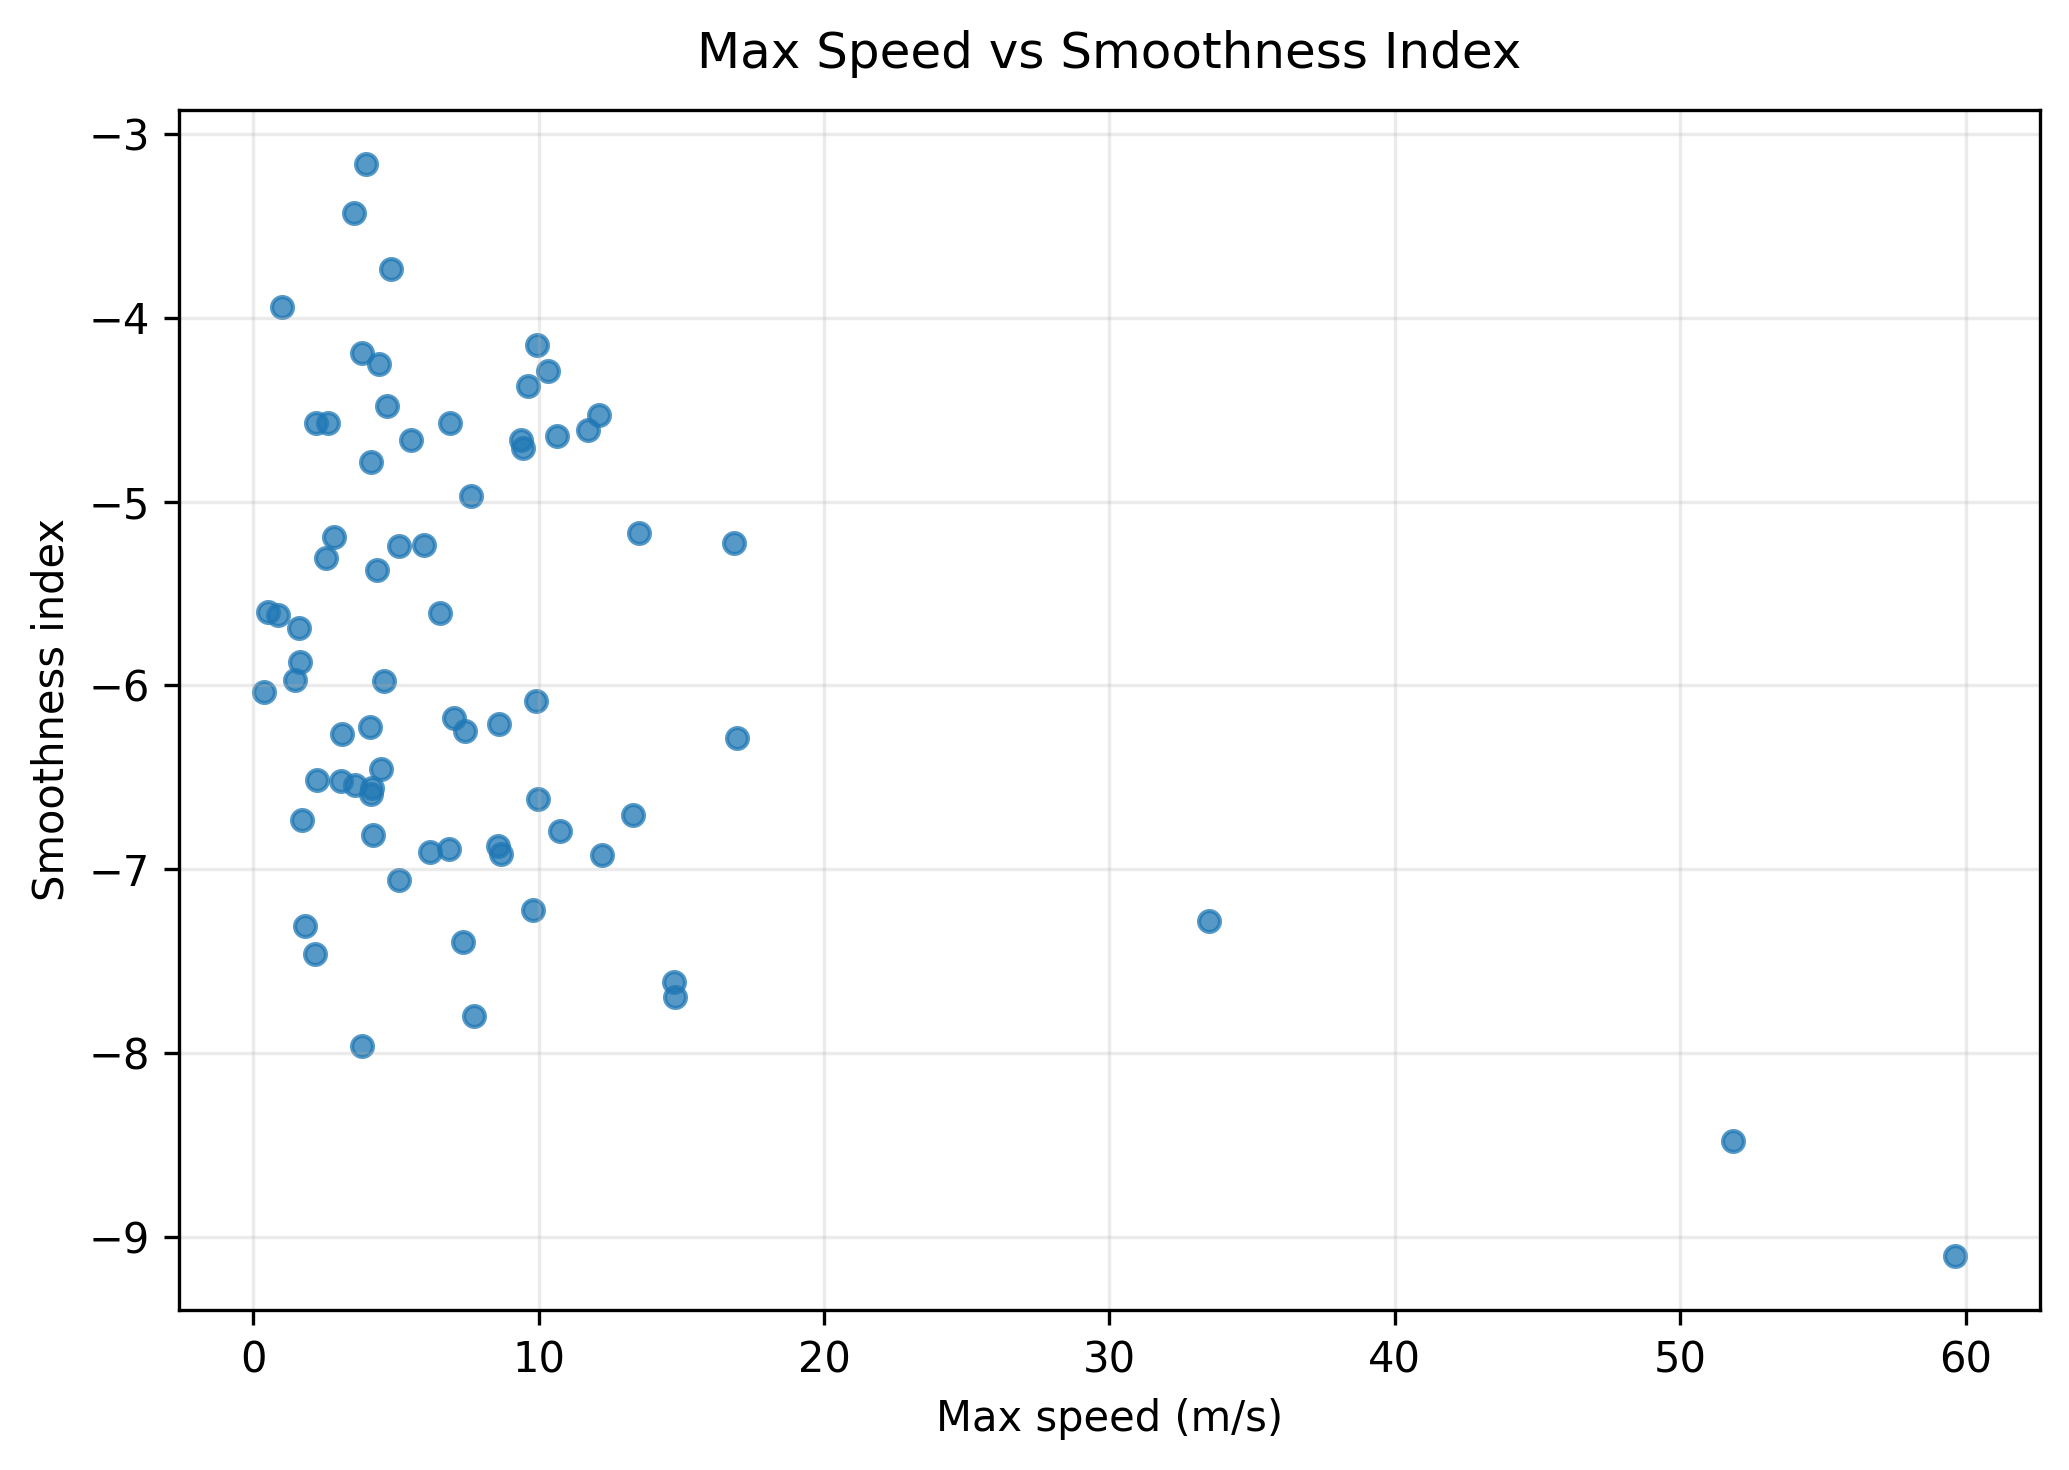 Max Speed vs Smoothness Index
−3
−4
−5
−6
−7
−8
−9
Smoothness index
0 10 20 30 40 50 60
Max speed (m/s)